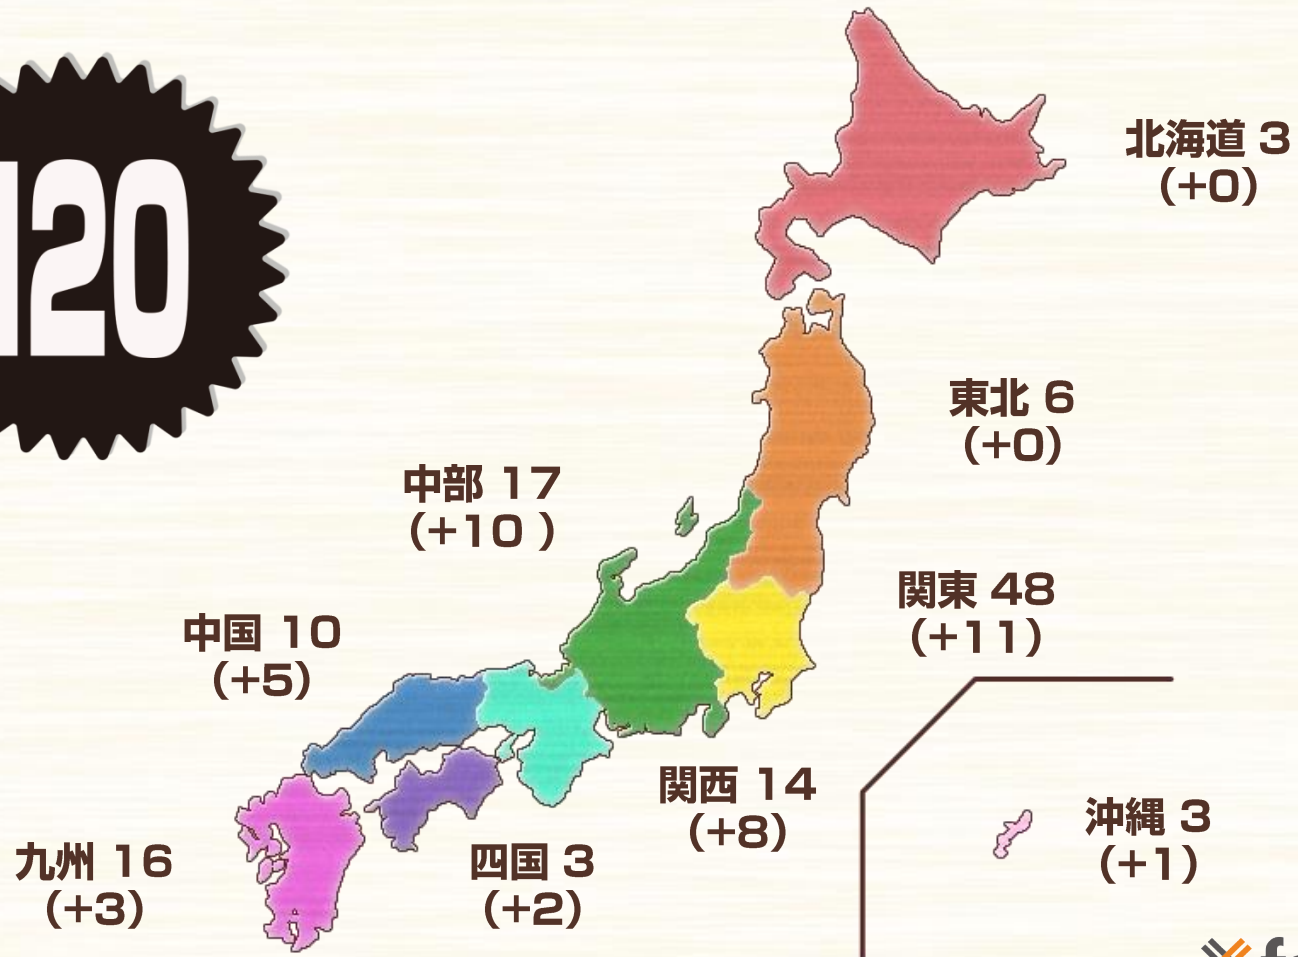 120
北海道 3
(+0)
東北 6
(+0)
中部 17
(+10 )
関東 48
(+11)
中国 10
(+5)
関西 14
(+8)
沖縄 3
(+1)
九州 16
(+3)
四国 3
(+2)